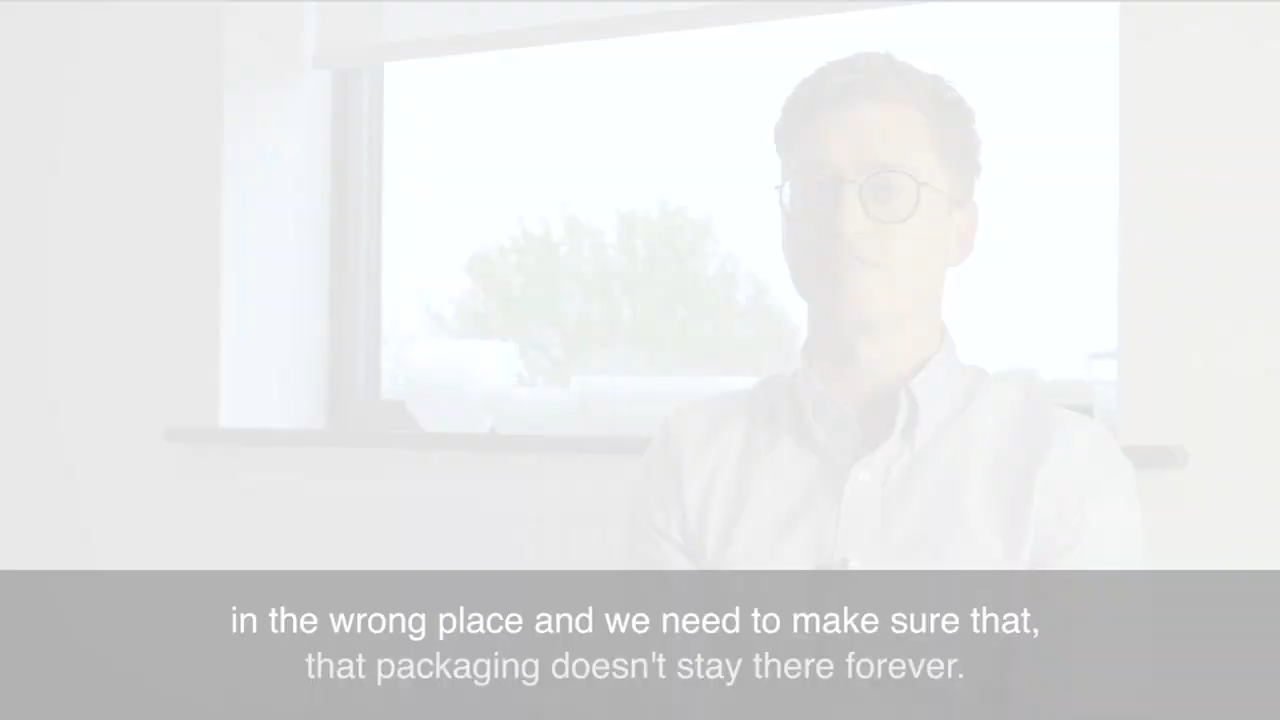 in the wrong place and we need to make sure that,
that packaging doesn't stay there forever.